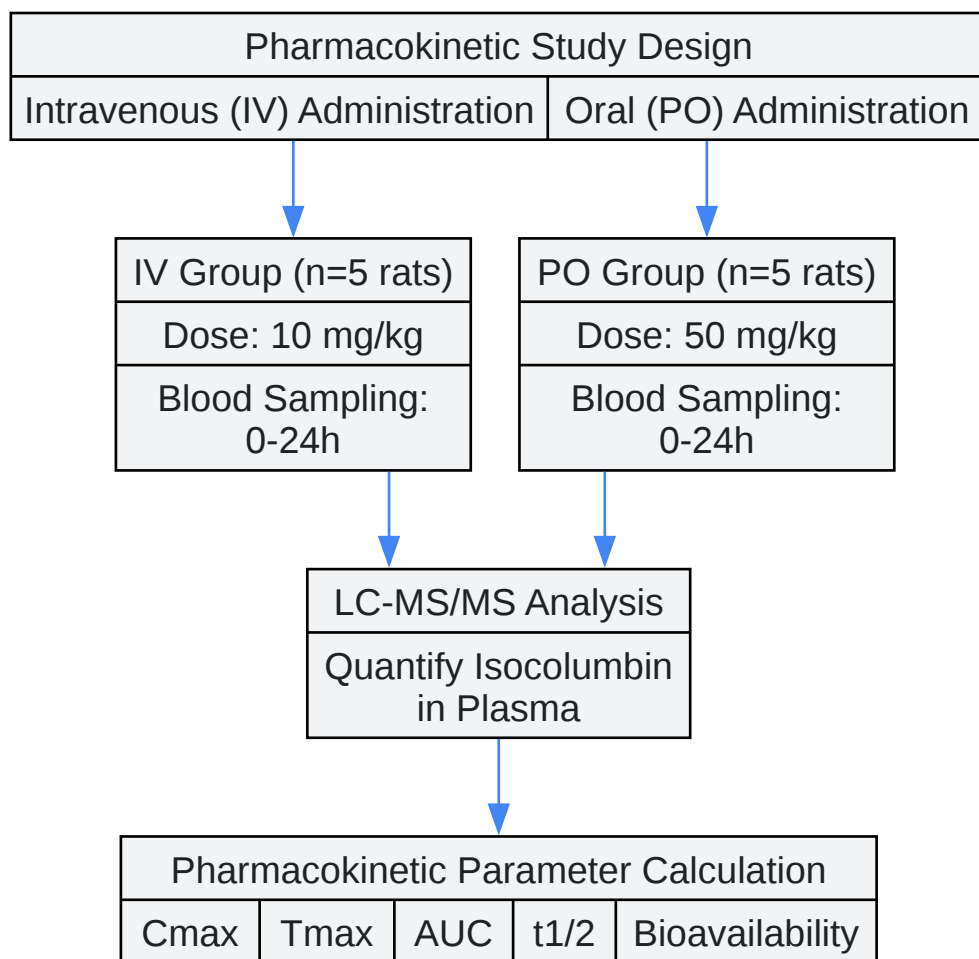 Pharmacokinetic Study Design
Intravenous (IV) Administration
Oral (PO) Administration
IV Group (n=5 rats)
Dose: 10 mg/kg
Blood Sampling:
0-24h
PO Group (n=5 rats)
Dose: 50 mg/kg
Blood Sampling:
0-24h
LC-MS/MS Analysis
Quantify Isocolumbin
in Plasma
Pharmacokinetic Parameter Calculation
Cmax
Tmax
AUC
t1/2
Bioavailability